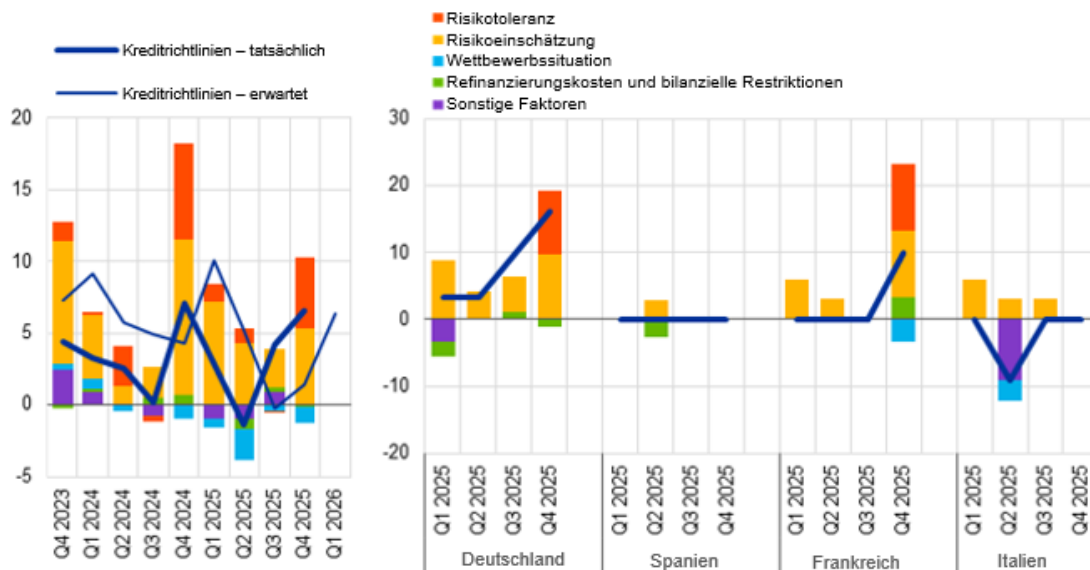 Kreditrichtlinien – tatsächlich
Kreditrichtlinien – erwartet
Risikotoleranz
Risikoeinschätzung
Wettbewerbssituation
Refinanzierungskosten und bilanzielle Restriktionen
Sonstige Faktoren
20
15
10
5
0
-5
Q4 2023
Q1 2024
Q2 2024
Q3 2024
Q4 2024
Q1 2025
Q2 2025
Q3 2025
Q4 2025
Q1 2026
30
20
10
0
-10
-20
Q1 2025
Q2 2025
Q3 2025
Q4 2025
Q1 2025
Q2 2025
Q3 2025
Q4 2025
Q1 2025
Q2 2025
Q3 2025
Q4 2025
Q1 2025
Q2 2025
Q3 2025
Q4 2025
Deutschland
Spanien
Frankreich
Italien